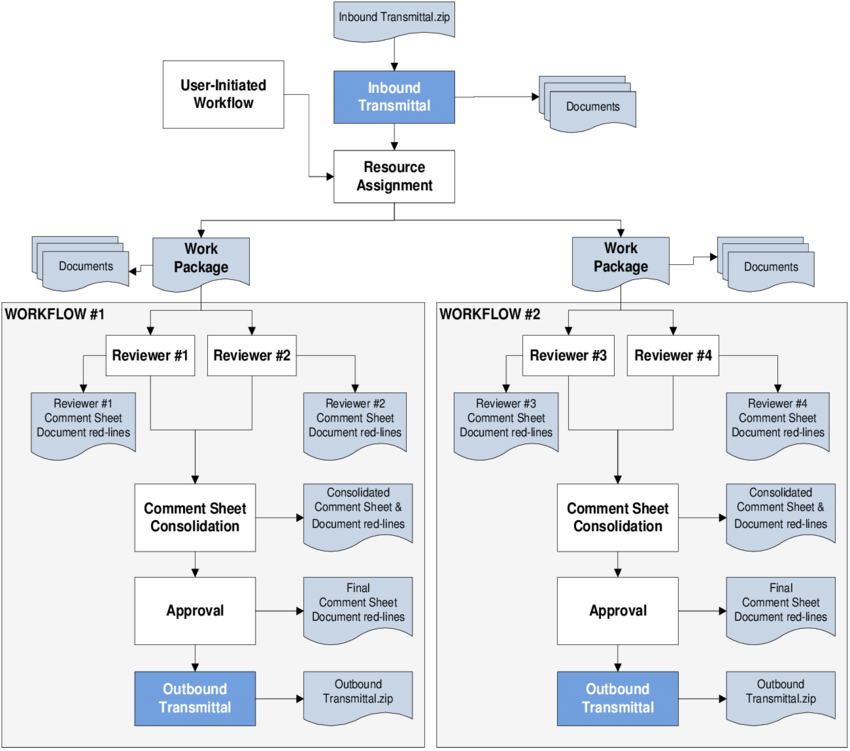 Inbound Transmittal.zip
User-Initiated
Workflow
Inbound
Transmittal
Documents
Resource
Assignment
Documents
Work
Package
Work
Package
Documents
WORKFLOW #1
Reviewer #1
Reviewer #2
Reviewer #1
Comment Sheet
Document red-lines
Reviewer #2
Comment Sheet
Document red-lines
Comment Sheet
Consolidation
Consolidated
Comment Sheet &
Document red-lines
Approval
Final
Comment Sheet
Document red-lines
Outbound
Transmittal
Outbound
Transmittal.zip
WORKFLOW #2
Reviewer #3
Reviewer #4
Reviewer #3
Comment Sheet
Document red-lines
Reviewer #4
Comment Sheet
Document red-lines
Comment Sheet
Consolidation
Consolidated
Comment Sheet &
Document red-lines
Approval
Final
Comment Sheet
Document red-lines
Outbound
Transmittal
Outbound
Transmittal.zip